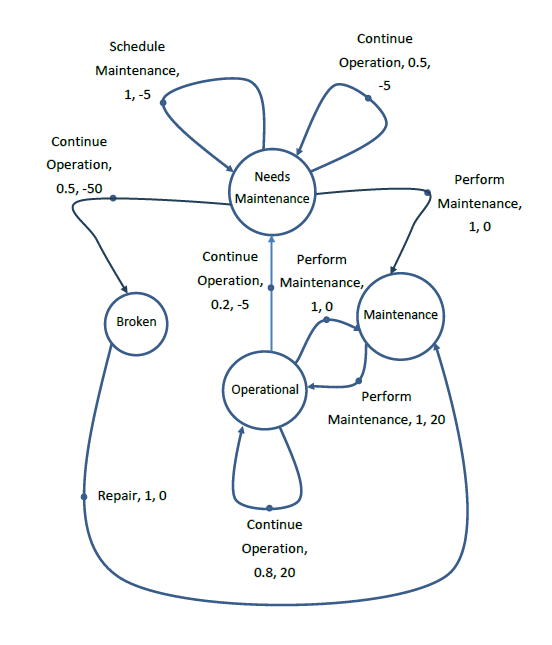 Schedule
Maintenance,
1, -5
Continue
Operation, 0.5,
-5
Continue
Operation,
0.5, -50
Needs
Maintenance
Perform
Maintenance,
1, 0
Continue
Operation,
0.2, -5
Perform
Maintenance,
1, 0
Broken
Maintenance
Operational
Perform
Maintenance, 1, 20
Repair, 1, 0
Continue
Operation,
0.8, 20